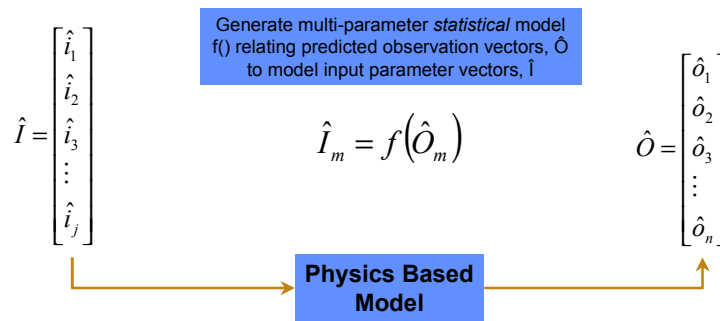 Generate multi-parameter statistical model
f() relating predicted observation vectors, Ô
to model input parameter vectors, Î
Î = [î₁ î₂ î₃ ⋮ îⱼ]
Îₘ = f(Ôₘ)
Ô = [ô₁ ô₂ ô₃ ⋮ ôₙ]
Physics Based
Model